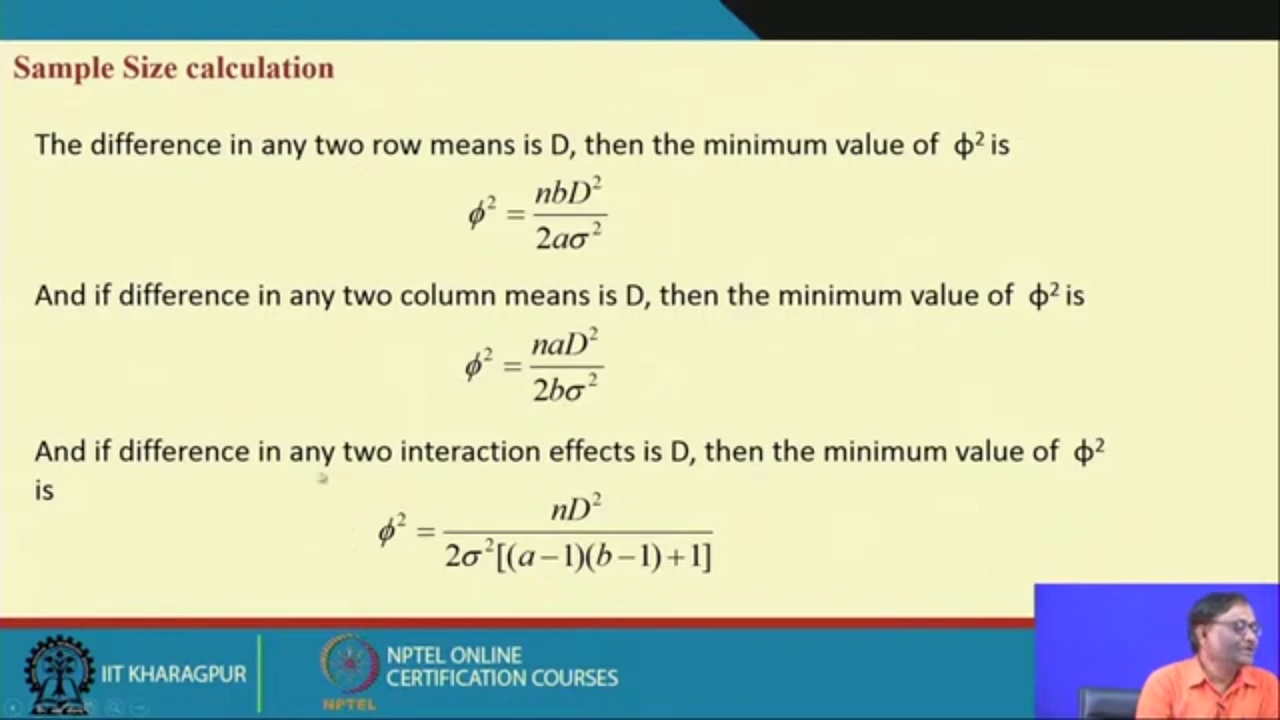 Sample Size calculation
The difference in any two row means is D, then the minimum value of ϕ² is
ϕ² = nbD² / 2aσ²
And if difference in any two column means is D, then the minimum value of ϕ² is
ϕ² = naD² / 2bσ²
And if difference in any two interaction effects is D, then the minimum value of ϕ²
is
ϕ² = nD² / 2σ²[(a−1)(b−1)+1]
IIT KHARAGPUR
NPTEL
NPTEL ONLINE
CERTIFICATION COURSES